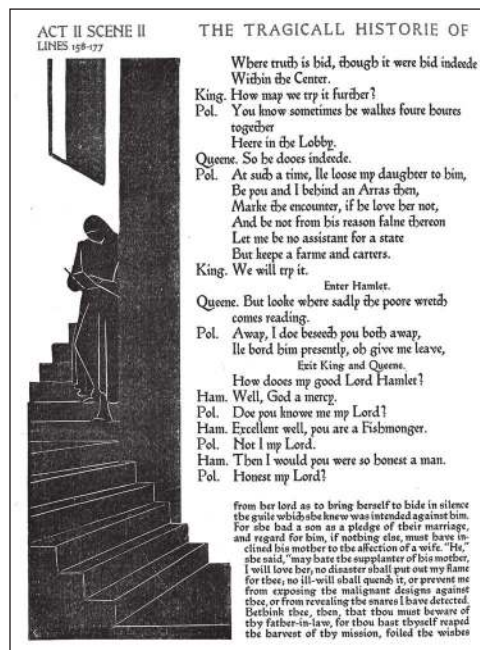 ACT II SCENE II
LINES 158-177
THE TRAGICALL HISTORIE OF
Where truth is hid, though it were hid indeede
Within the Center.
King. How may we try it further?
Pol. You know sometimes he walkes foure houres
together
Heere in the Lobby.
Queene. So he dooes indeede.
Pol. At such a time, Ile loose my daughter to him,
Be you and I behind an Arras then,
Marke the encounter, if he love her not,
And be not from his reason falne thereon
Let me be no assistant for a state
But keepe a farme and carters.
King. We will try it.
Enter Hamlet.
Queene. But looke where sadly the poore wretch
comes reading.
Pol. Away, I doe beseech you both away,
Ile bord him presently, oh give me leave,
Exit King and Queene.
How dooes my good Lord Hamlet?
Ham. Well, God a mercy.
Pol. Doe you knowe me my Lord?
Ham. Excellent well, you are a Fishmonger.
Pol. Not I my Lord.
Ham. Then I would you were so honest a man.
Pol. Honest my Lord?
from her lord as to bring herself to hide in silence
the guile which she knew was intended against him.
For she had a son as a pledge of their marriage,
and regard for him, if nothing else, must have in-
clined his mother to the affection of a wife. "He,"
she said, "may hate the supplanter of his mother,
I will love her; no disaster shall put out my flame
for thee; no ill-will shall quench it, or prevent me
from exposing the malignant designs against
thee, or from revealing the snares I have detected.
Bethink thee, then, that thou must beware of
thy father-in-law, for thou hast thyself reaped
the harvest of thy mission, foiled the wishes